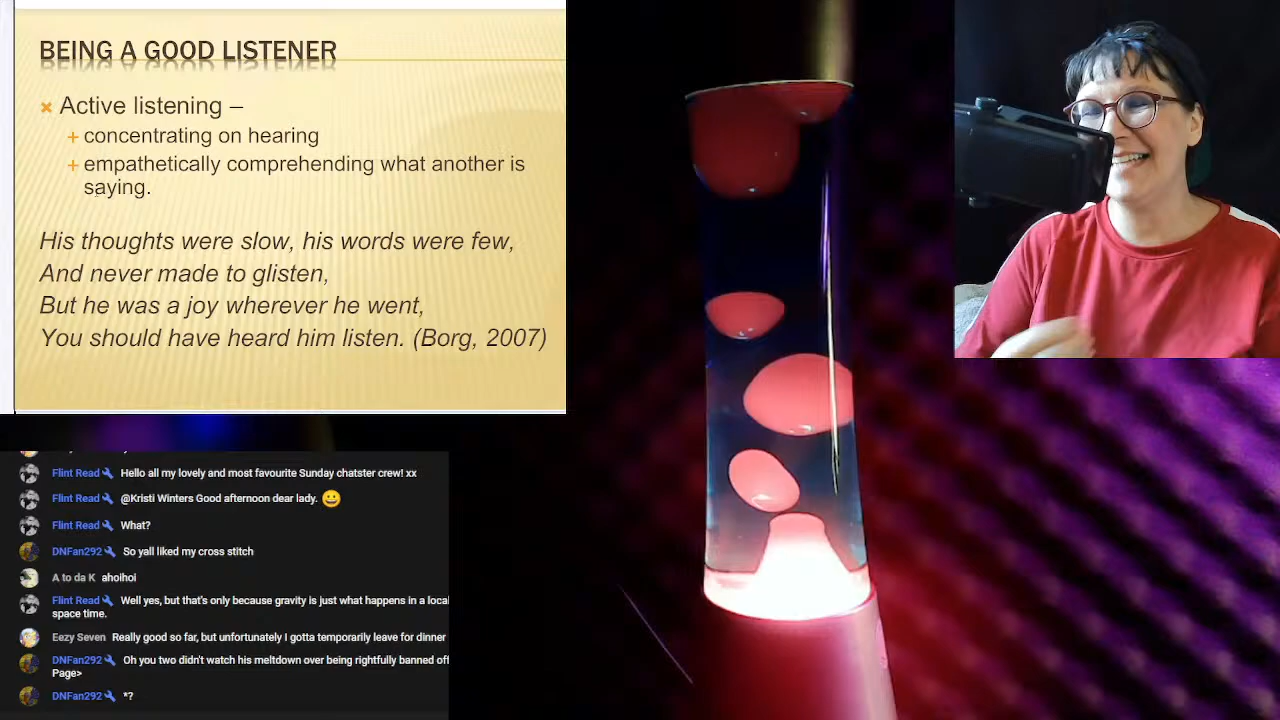 BEING A GOOD LISTENER
Active listening –
concentrating on hearing
empathetically comprehending what another is
saying.
His thoughts were slow, his words were few,
And never made to glisten,
But he was a joy wherever he went,
You should have heard him listen. (Borg, 2007)
Flint Read Hello all my lovely and most favourite Sunday chatster crew! xx
Flint Read @Kristi Winters Good afternoon dear lady. 😀
Flint Read What?
DNFan292 So yall liked my cross stitch
A to da K ahoihoi
Flint Read Well yes, but that's only because gravity is just what happens in a local
space time.
Eezy Seven Really good so far, but unfortunately I gotta temporarily leave for dinner
DNFan292 Oh you two didn't watch his meltdown over being rightfully banned off
Page>
DNFan292 *?